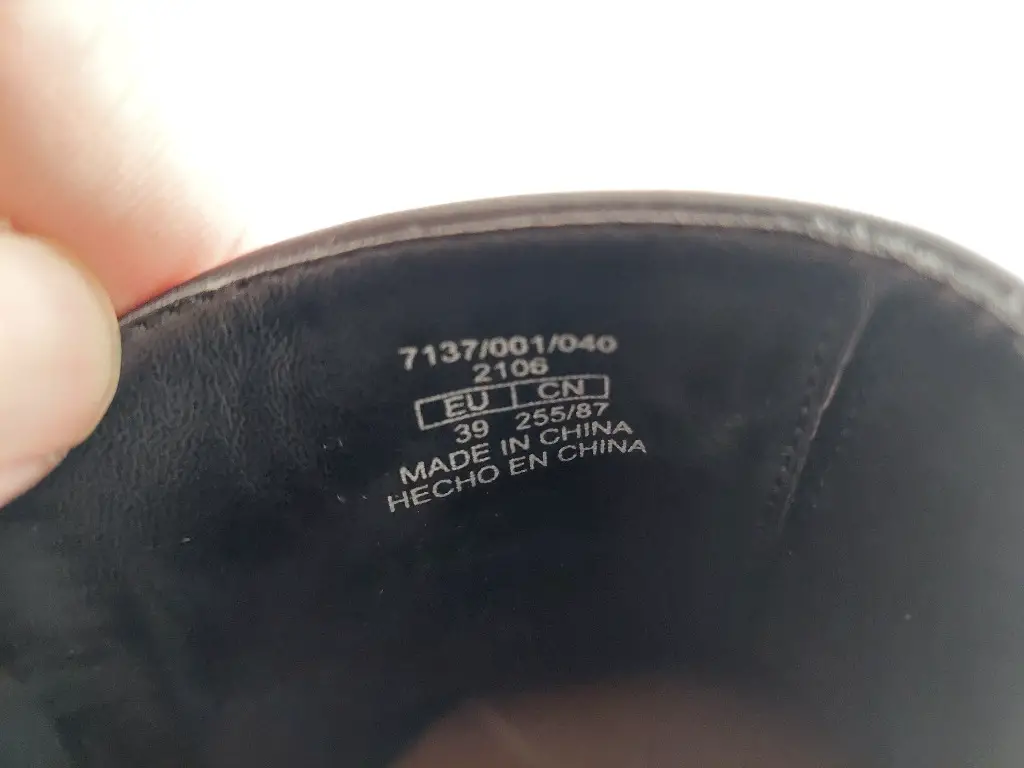 7137/001/040
2106
EU CN
39 255/87
MADE IN CHINA
HECHO EN CHINA